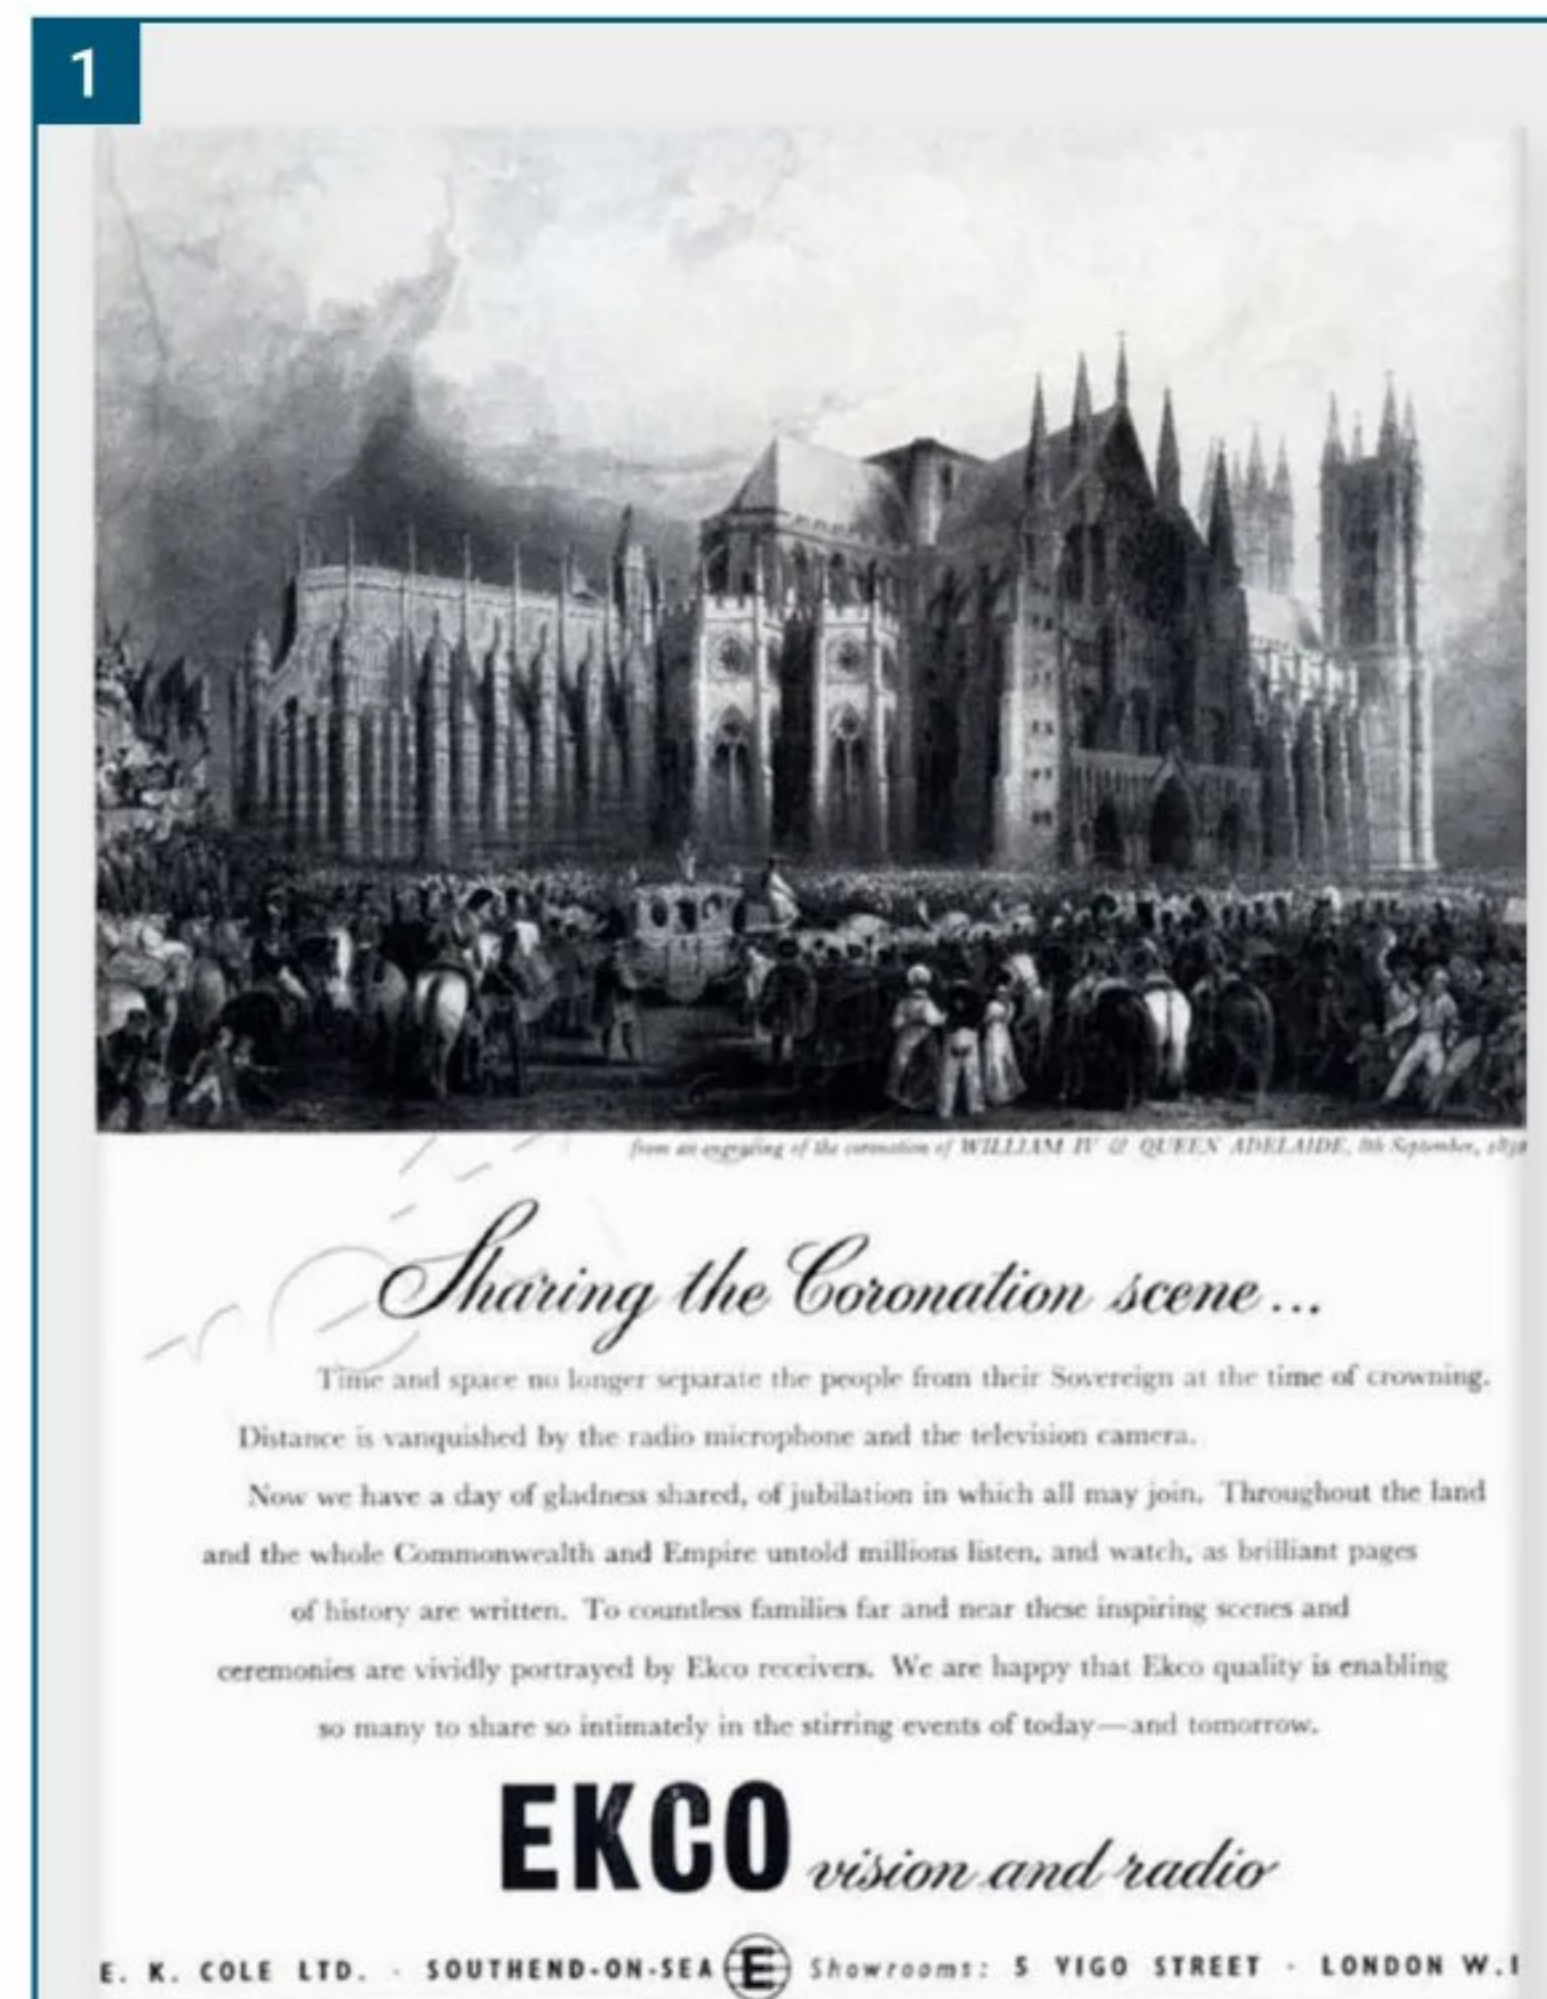 1
from an engraving of the coronation of WILLIAM IV & QUEEN ADELAIDE, 8th September,
Sharing the Coronation scene...
Time and space no longer separate the people from their Sovereign at the time of crowning.
Distance is vanquished by the radio microphone and the television camera.
Now we have a day of gladness shared, of jubilation in which all may join. Throughout the land
and the whole Commonwealth and Empire untold millions listen, and watch, as brilliant pages
of history are written. To countless families far and near these inspiring scenes and
ceremonies are vividly portrayed by Ekco receivers. We are happy that Ekco quality is enabling
so many to share so intimately in the stirring events of today—and tomorrow.
EKCO vision and radio
E. K. COLE LTD. · SOUTHEND-ON-SEA E Showrooms: 5 VIGO STREET · LONDON W.1